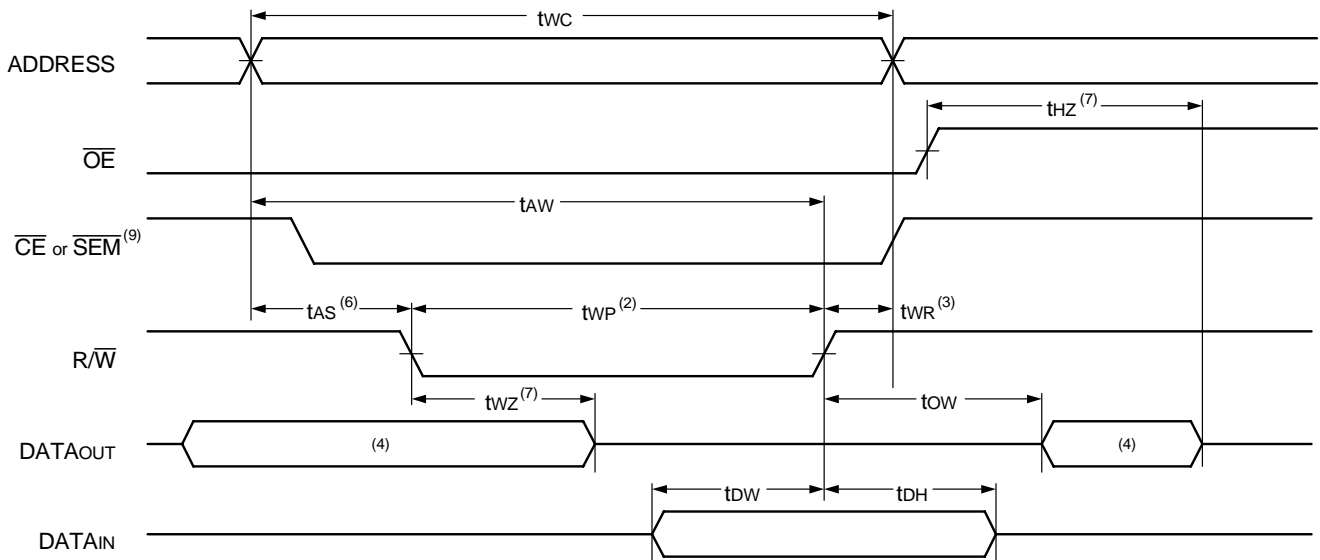 tWC
ADDRESS
tHZ (7)
OE
tAW
CE or SEM (9)
tAS (6)
tWP (2)
tWR (3)
R/W
tWZ (7)
tOW
DATAOUT
(4)
(4)
tDW
tDH
DATAIN